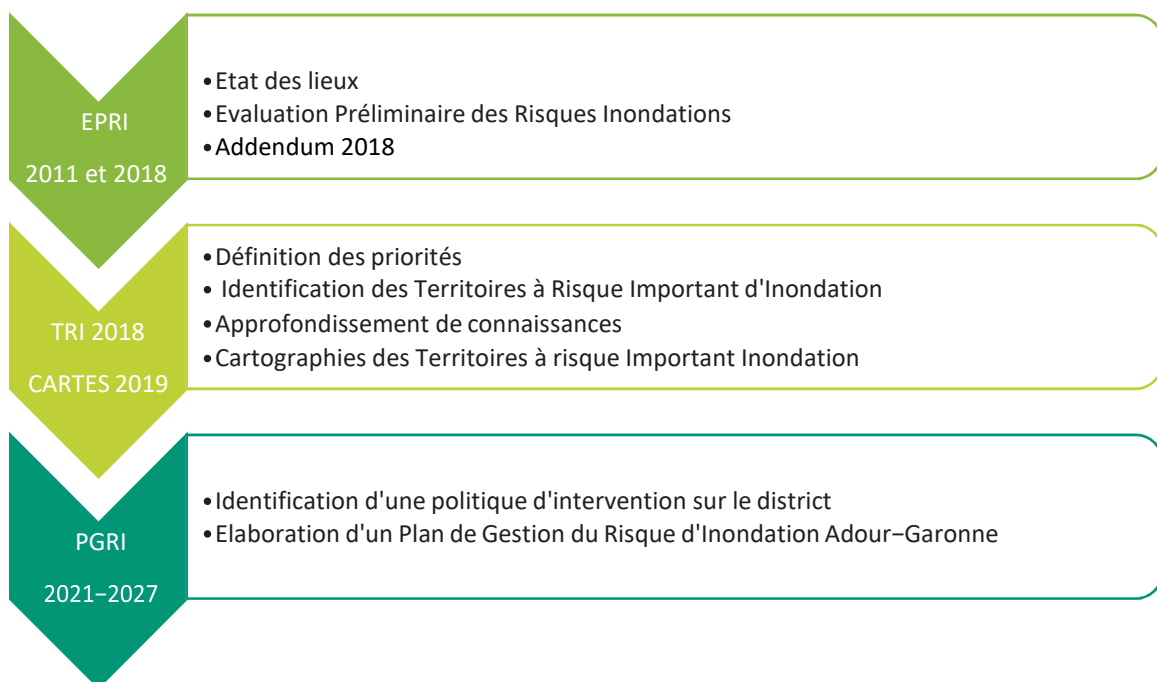 EPRI
2011 et 2018
•Etat des lieux
•Evaluation Préliminaire des Risques Inondations
•Addendum 2018
TRI 2018
CARTES 2019
•Définition des priorités
• Identification des Territoires à Risque Important d'Inondation
•Approfondissement de connaissances
•Cartographies des Territoires à risque Important Inondation
PGRI
2021−2027
•Identification d'une politique d'intervention sur le district
•Elaboration d'un Plan de Gestion du Risque d'Inondation Adour−Garonne